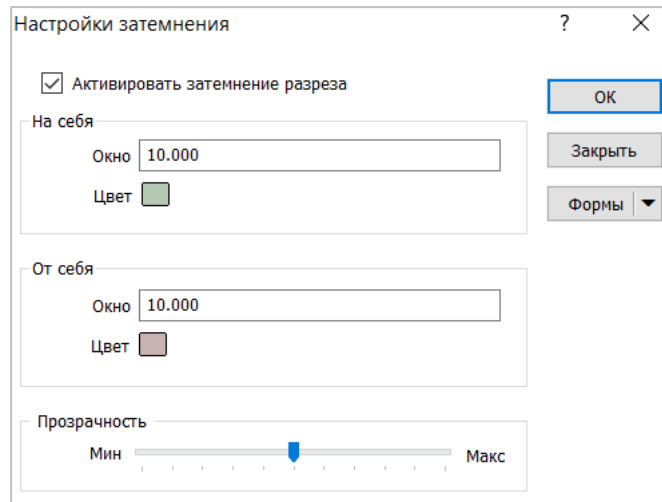 Настройки затемнения ?
Активировать затемнение разреза
ОК
На себя
Окно 10.000
Закрыть
Цвет
Формы
От себя
Окно 10.000
Цвет
Прозрачность
Мин Макс